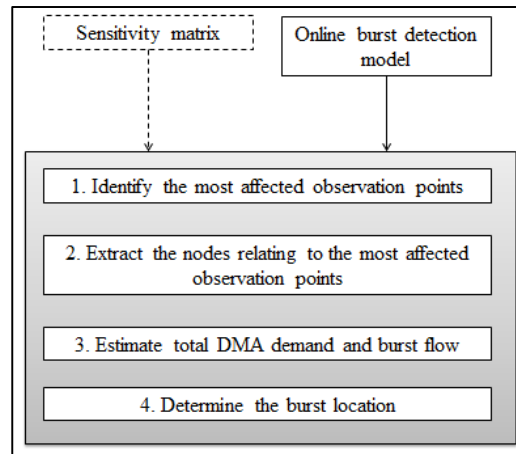 Sensitivity matrix
Online burst detection
model
1. Identify the most affected observation points
2. Extract the nodes relating to the most affected
observation points
3. Estimate total DMA demand and burst flow
4. Determine the burst location